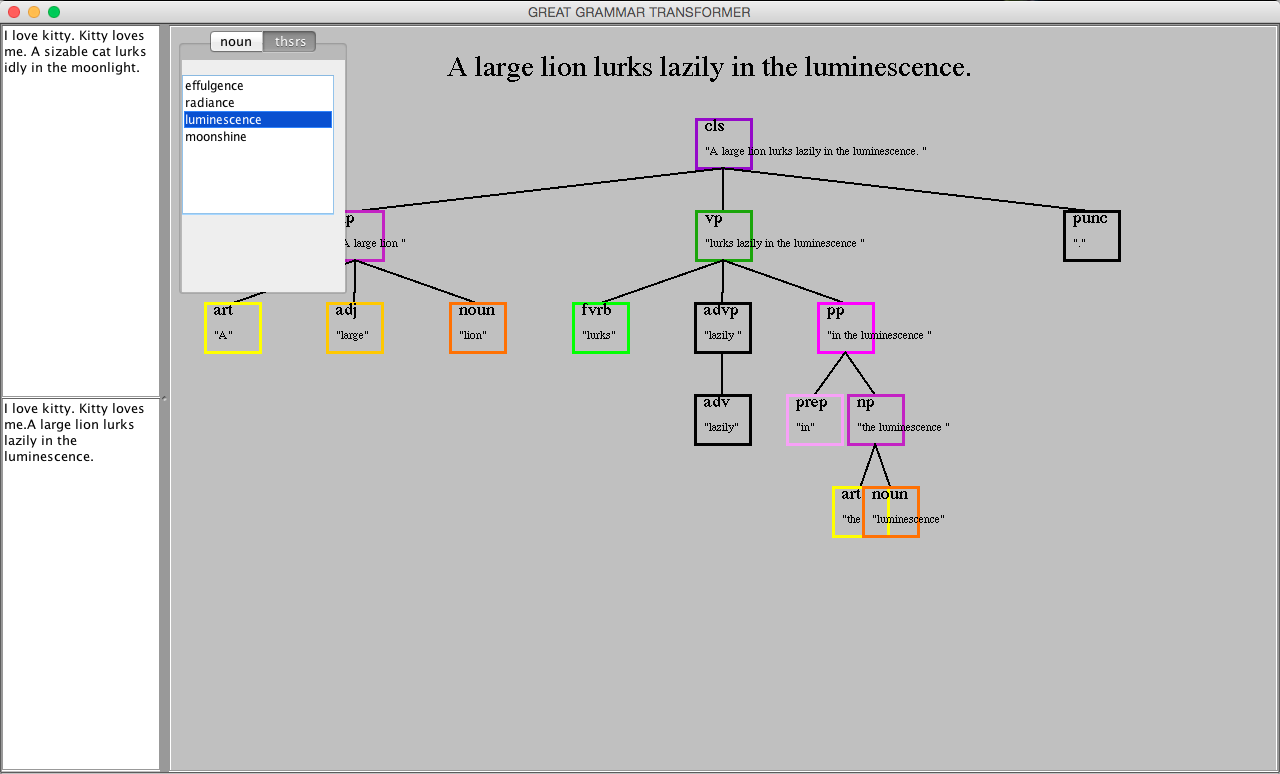 GREAT GRAMMAR TRANSFORMER
I love kitty. Kitty loves
me. A sizable cat lurks
idly in the moonlight.
noun thsrs
effulgence
radiance
luminescence
moonshine
A large lion lurks lazily in the luminescence.
cls
"A large lion lurks lazily in the luminescence. "
p vp punc
A large lion " "lurks lazily in the luminescence " "."
art adj noun fvrb advp pp
"A" "large" "lion" "lurks" "lazily " "in the luminescence "
adv prep np
"lazily" "in" "the luminescence "
art noun
"the "luminescence"
I love kitty. Kitty loves
me.A large lion lurks
lazily in the
luminescence.